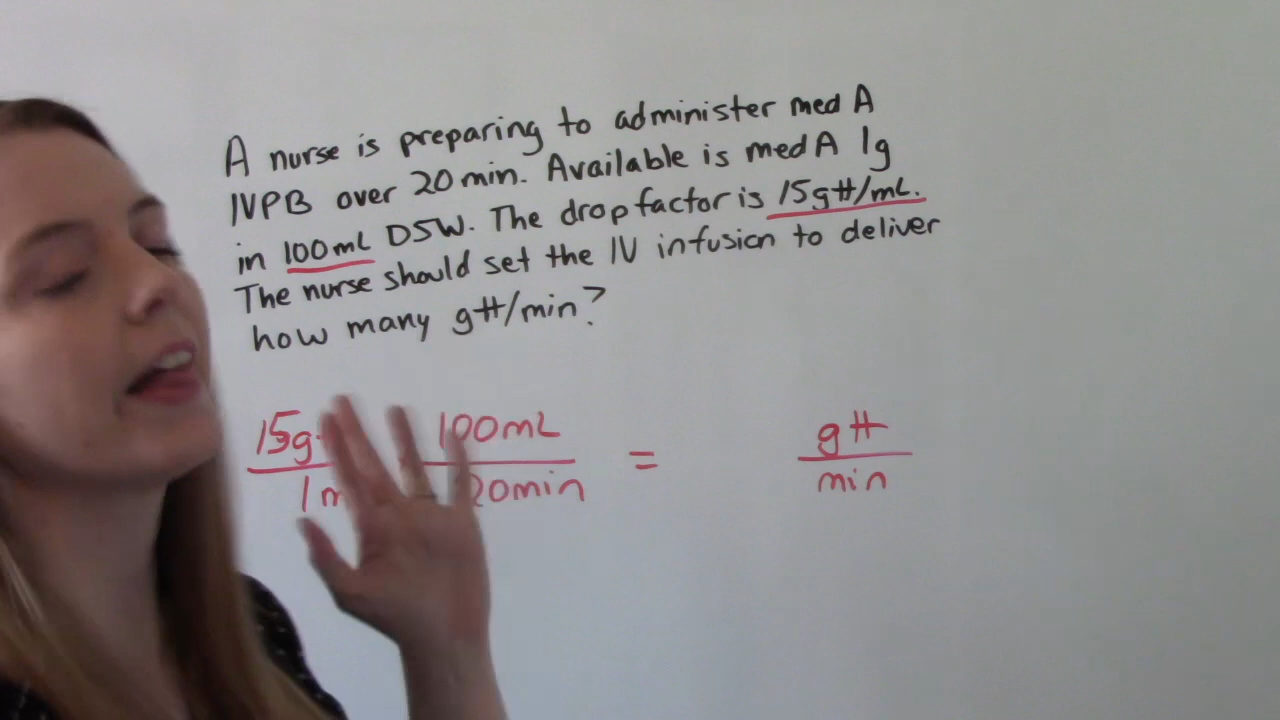 A nurse is preparing to administer med A
IVPB over 20 min. Available is med A 1g
in 100mL D5W. The drop factor is 15gtt/mL.
The nurse should set the IV infusion to deliver
how many gtt/min?
15g 100mL = gtt
1m 20min min